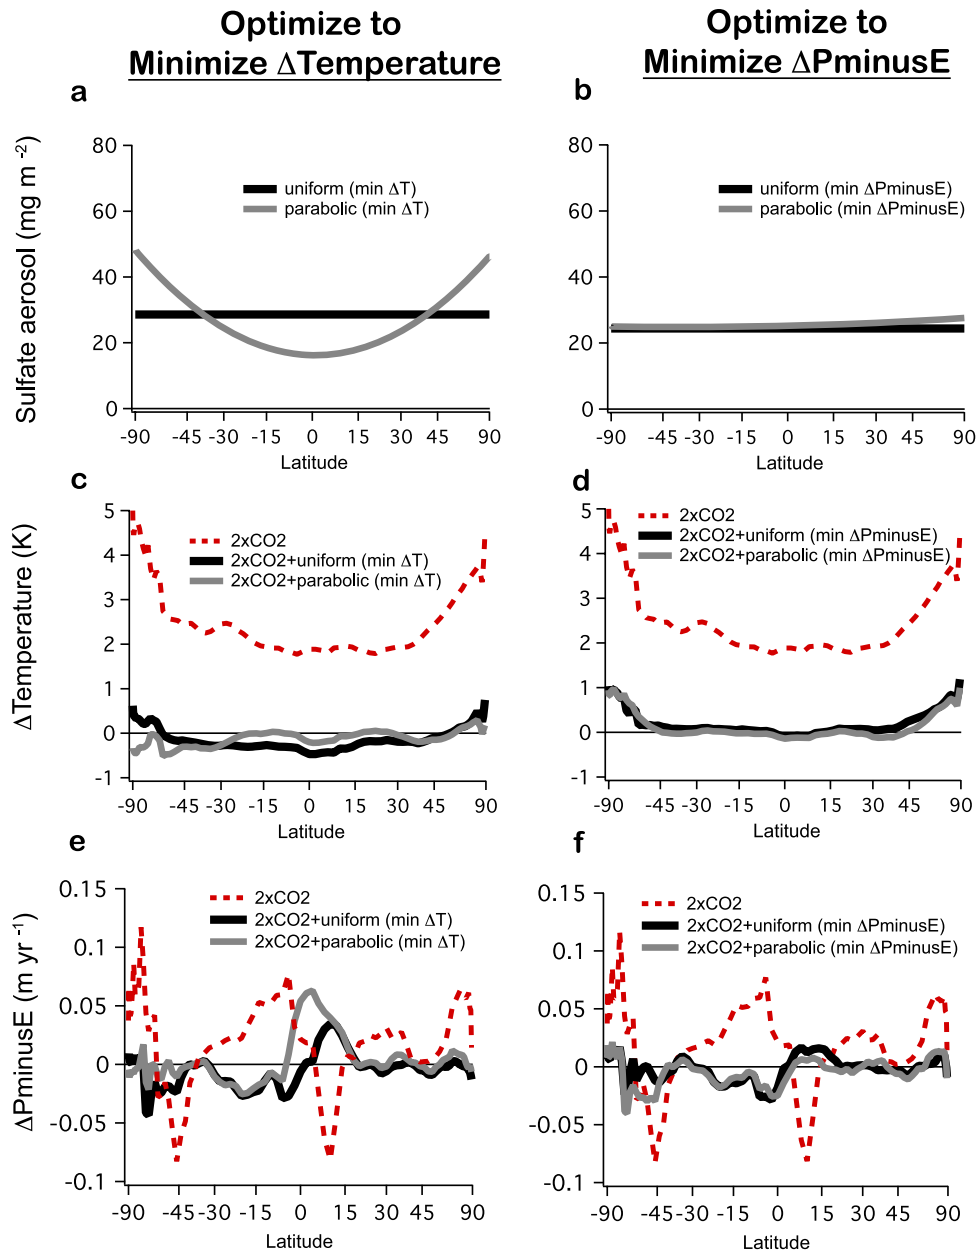 Optimize to
Minimize ΔTemperature
Optimize to
Minimize ΔPminusE
a
Sulfate aerosol (mg m -2)
80
60
40
20
0
uniform (min ΔT)
parabolic (min ΔT)
-90 -45 -30 -15 0 15 30 45 90
Latitude
b
80
60
40
20
0
uniform (min ΔPminusE)
parabolic (min ΔPminusE)
-90 -45 -30 -15 0 15 30 45 90
Latitude
c
ΔTemperature (K)
5
4
3
2
1
0
-1
2xCO2
2xCO2+uniform (min ΔT)
2xCO2+parabolic (min ΔT)
-90 -45 -30 -15 0 15 30 45 90
Latitude
d
5
4
3
2
1
0
-1
2xCO2
2xCO2+uniform (min ΔPminusE)
2xCO2+parabolic (min ΔPminusE)
-90 -45 -30 -15 0 15 30 45 90
Latitude
e
ΔPminusE (m yr -1)
0.15
0.1
0.05
0
-0.05
-0.1
2xCO2
2xCO2+uniform (min ΔT)
2xCO2+parabolic (min ΔT)
-90 -45 -30 -15 0 15 30 45 90
Latitude
f
0.15
0.1
0.05
0
-0.05
-0.1
2xCO2
2xCO2+uniform (min ΔPminusE)
2xCO2+parabolic (min ΔPminusE)
-90 -45 -30 -15 0 15 30 45 90
Latitude